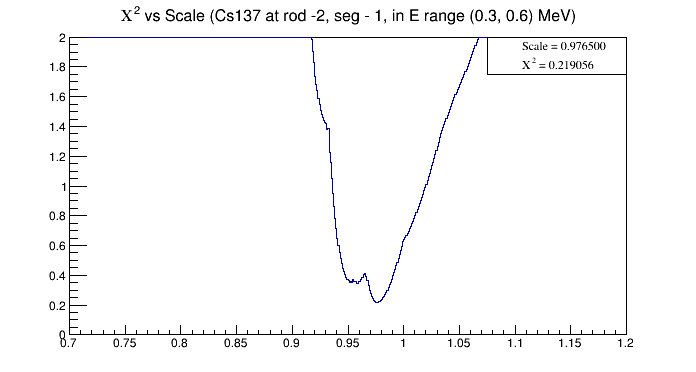 X² vs Scale (Cs137 at rod -2, seg - 1, in E range (0.3, 0.6) MeV)
Scale = 0.976500
X² = 0.219056
2
1.8
1.6
1.4
1.2
1
0.8
0.6
0.4
0.2
0
0.7 0.75 0.8 0.85 0.9 0.95 1 1.05 1.1 1.15 1.2